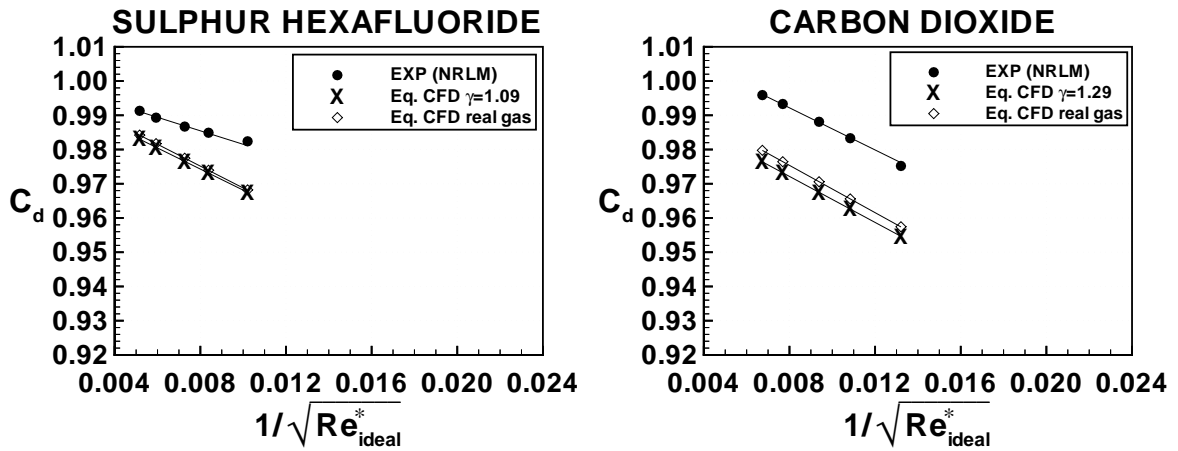 SULPHUR HEXAFLUORIDE
1.01
1.00
0.99
0.98
0.97
0.96
0.95
0.94
0.93
0.92
C_d
EXP (NRLM)
Eq. CFD γ=1.09
Eq. CFD real gas
0.004 0.008 0.012 0.016 0.020 0.024
1/√Re*ideal
CARBON DIOXIDE
1.01
1.00
0.99
0.98
0.97
0.96
0.95
0.94
0.93
0.92
C_d
EXP (NRLM)
Eq. CFD γ=1.29
Eq. CFD real gas
0.004 0.008 0.012 0.016 0.020 0.024
1/√Re*ideal